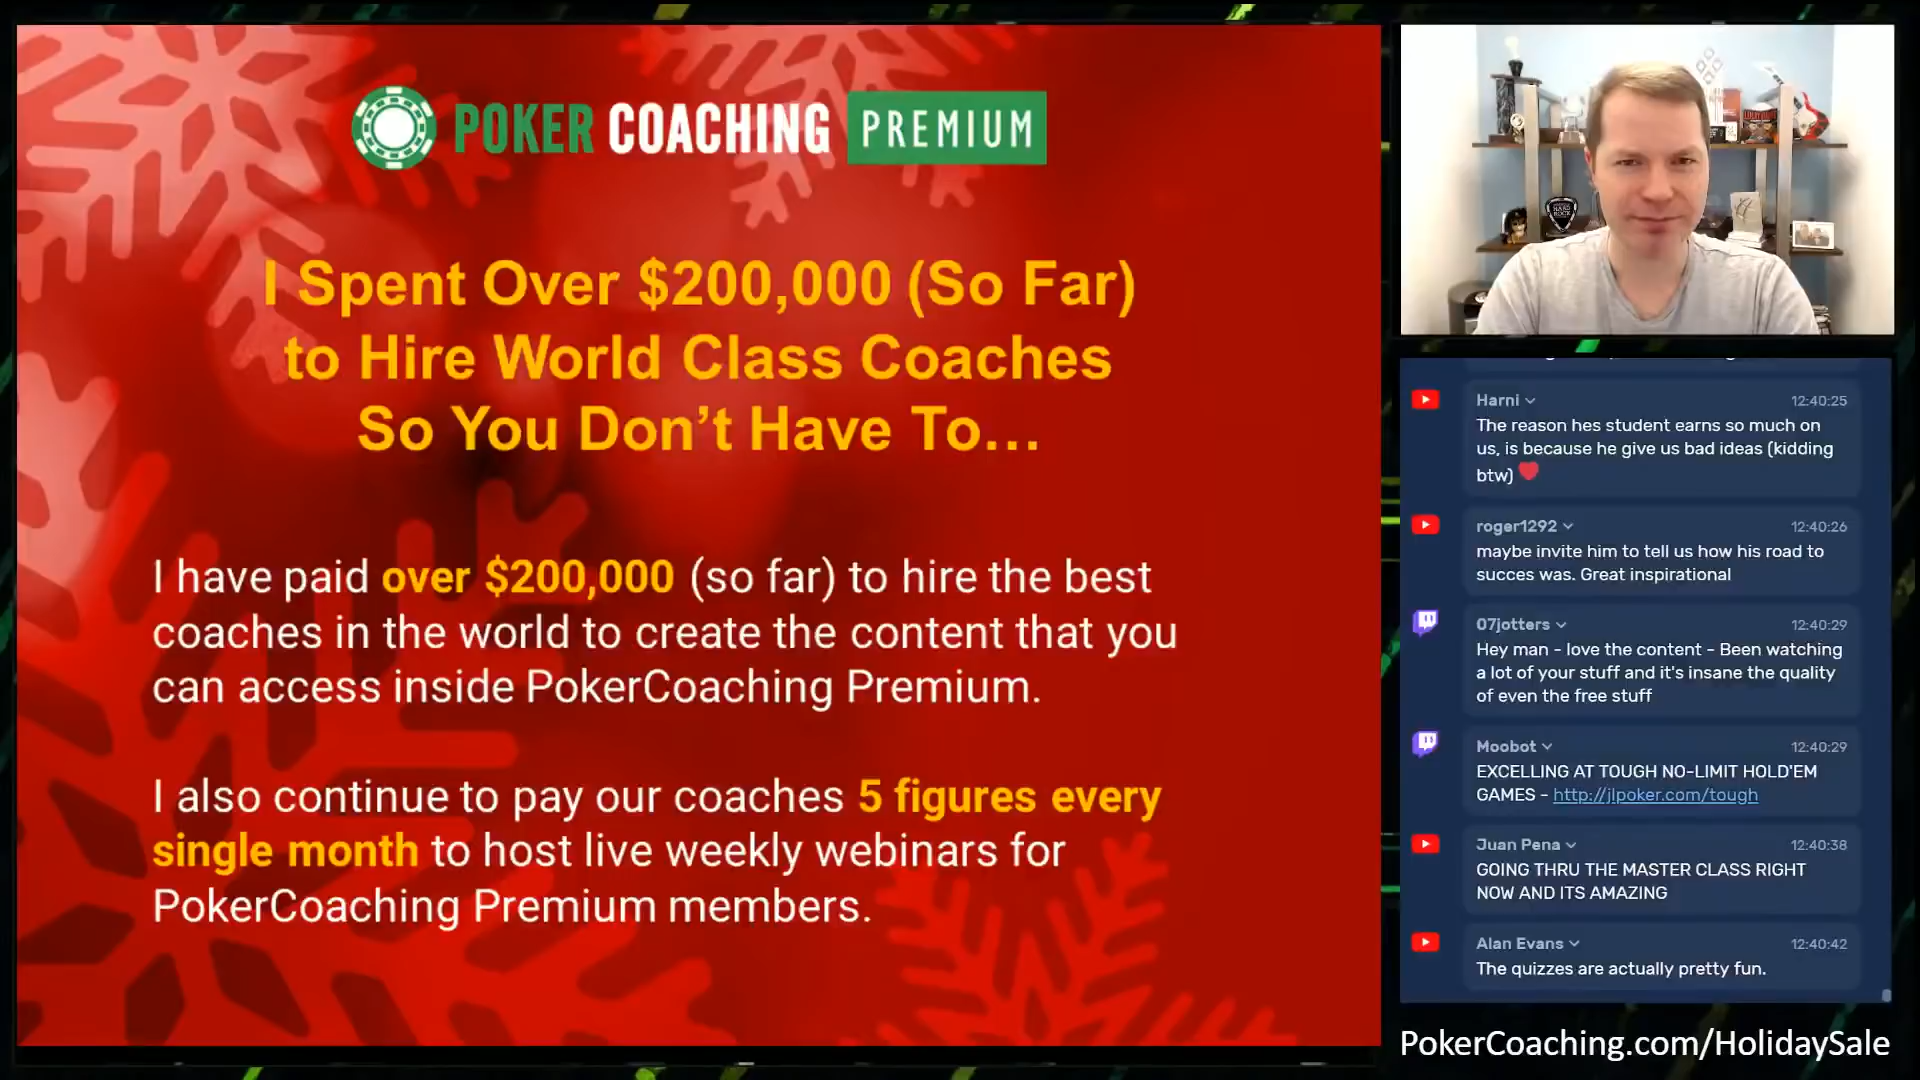 POKER COACHING PREMIUM
I Spent Over $200,000 (So Far)
to Hire World Class Coaches
So You Don't Have To...
I have paid over $200,000 (so far) to hire the best
coaches in the world to create the content that you
can access inside PokerCoaching Premium.
I also continue to pay our coaches 5 figures every
single month to host live weekly webinars for
PokerCoaching Premium members.
HARD
ROCK
Harni 12:40:25
The reason hes student earns so much on
us, is because he give us bad ideas (kidding
btw) ❤
roger1292 12:40:26
maybe invite him to tell us how his road to
succes was. Great inspirational
07jotters 12:40:29
Hey man - love the content - Been watching
a lot of your stuff and it's insane the quality
of even the free stuff
Moobot 12:40:29
EXCELLING AT TOUGH NO-LIMIT HOLD'EM
GAMES - http://jlpoker.com/tough
Juan Pena 12:40:38
GOING THRU THE MASTER CLASS RIGHT
NOW AND ITS AMAZING
Alan Evans 12:40:42
The quizzes are actually pretty fun.
PokerCoaching.com/HolidaySale